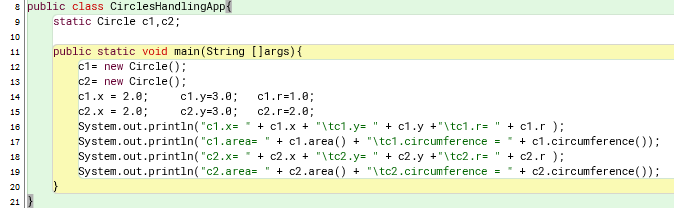 8 public class CirclesHandlingApp{
9 static Circle c1,c2;
10
11 public static void main(String []args){
12 c1= new Circle();
13 c2= new Circle();
14 c1.x = 2.0; c1.y=3.0; c1.r=1.0;
15 c2.x = 2.0; c2.y=3.0; c2.r=2.0;
16 System.out.println("c1.x= " + c1.x + "\tc1.y= " + c1.y +"\tc1.r= " + c1.r );
17 System.out.println("c1.area= " + c1.area() + "\tc1.circumference = " + c1.circumference());
18 System.out.println("c2.x= " + c2.x + "\tc2.y= " + c2.y +"\tc2.r= " + c2.r );
19 System.out.println("c2.area= " + c2.area() + "\tc2.circumference = " + c2.circumference());
20 }
21 }